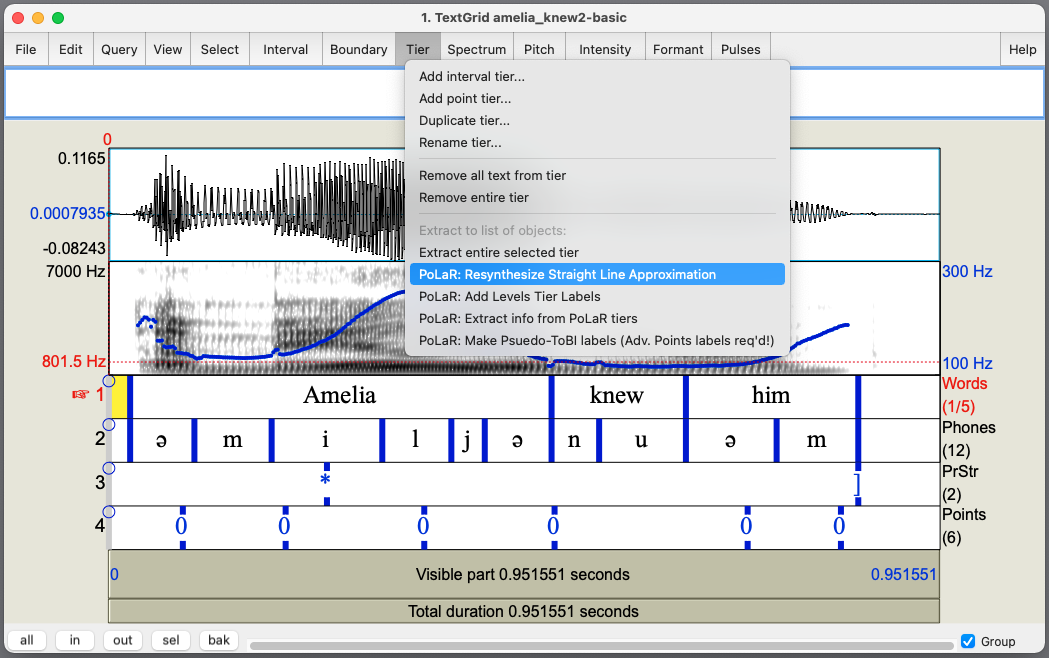 1. TextGrid amelia_knew2-basic
File Edit Query View Select Interval Boundary Tier Spectrum Pitch Intensity Formant Pulses Help
Add interval tier...
Add point tier...
Duplicate tier...
Rename tier...
Remove all text from tier
Remove entire tier
Extract to list of objects:
Extract entire selected tier
PoLaR: Resynthesize Straight Line Approximation
PoLaR: Add Levels Tier Labels
PoLaR: Extract info from PoLaR tiers
PoLaR: Make Psuedo-ToBI labels (Adv. Points labels req'd!)
0
0.1165
0.0007935
-0.08243
7000 Hz 300 Hz
801.5 Hz 100 Hz
☞ 1 Amelia knew him Words
(1/5)
2 ə m i l j ə n u ə m Phones
(12)
3 * ] PrStr
(2)
4 0 0 0 0 0 0 Points
(6)
0 Visible part 0.951551 seconds 0.951551
Total duration 0.951551 seconds
all in out sel bak Group